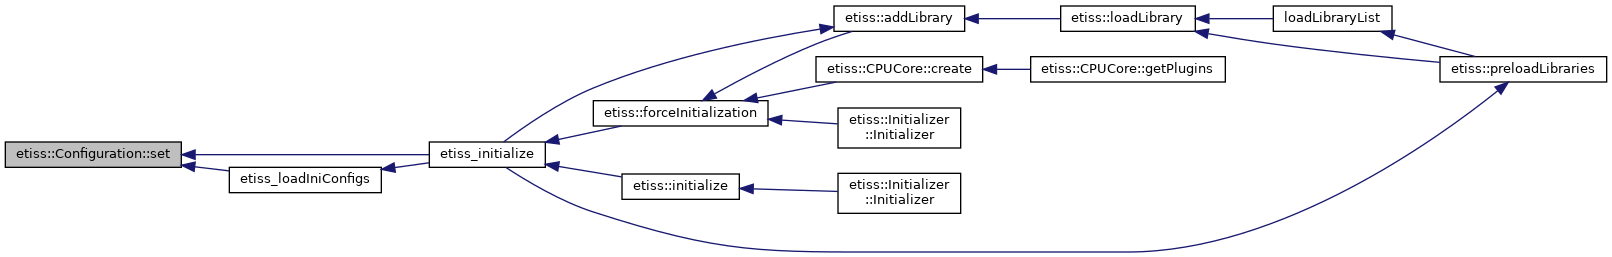 etiss::Configuration::set
etiss_loadIniConfigs
etiss_initialize
etiss::addLibrary
etiss::loadLibrary
loadLibraryList
etiss::preloadLibraries
etiss::CPUCore::create
etiss::CPUCore::getPlugins
etiss::forceInitialization
etiss::Initializer
::Initializer
etiss::initialize
etiss::Initializer
::Initializer